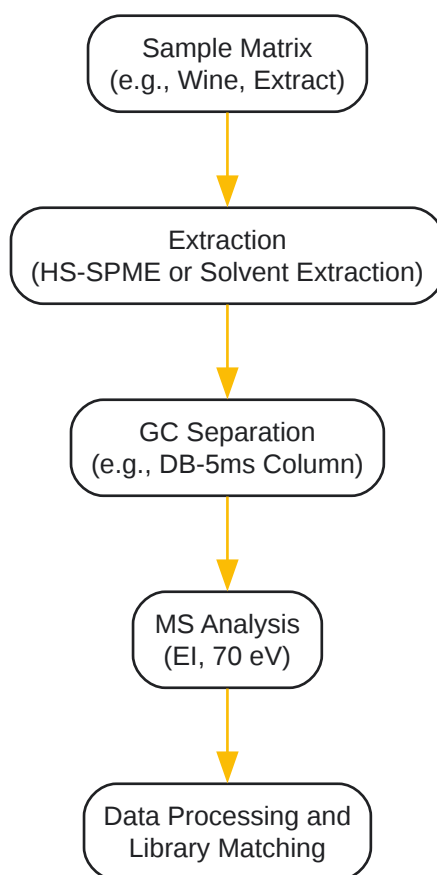 Sample Matrix
(e.g., Wine, Extract)
Extraction
(HS-SPME or Solvent Extraction)
GC Separation
(e.g., DB-5ms Column)
MS Analysis
(EI, 70 eV)
Data Processing and
Library Matching